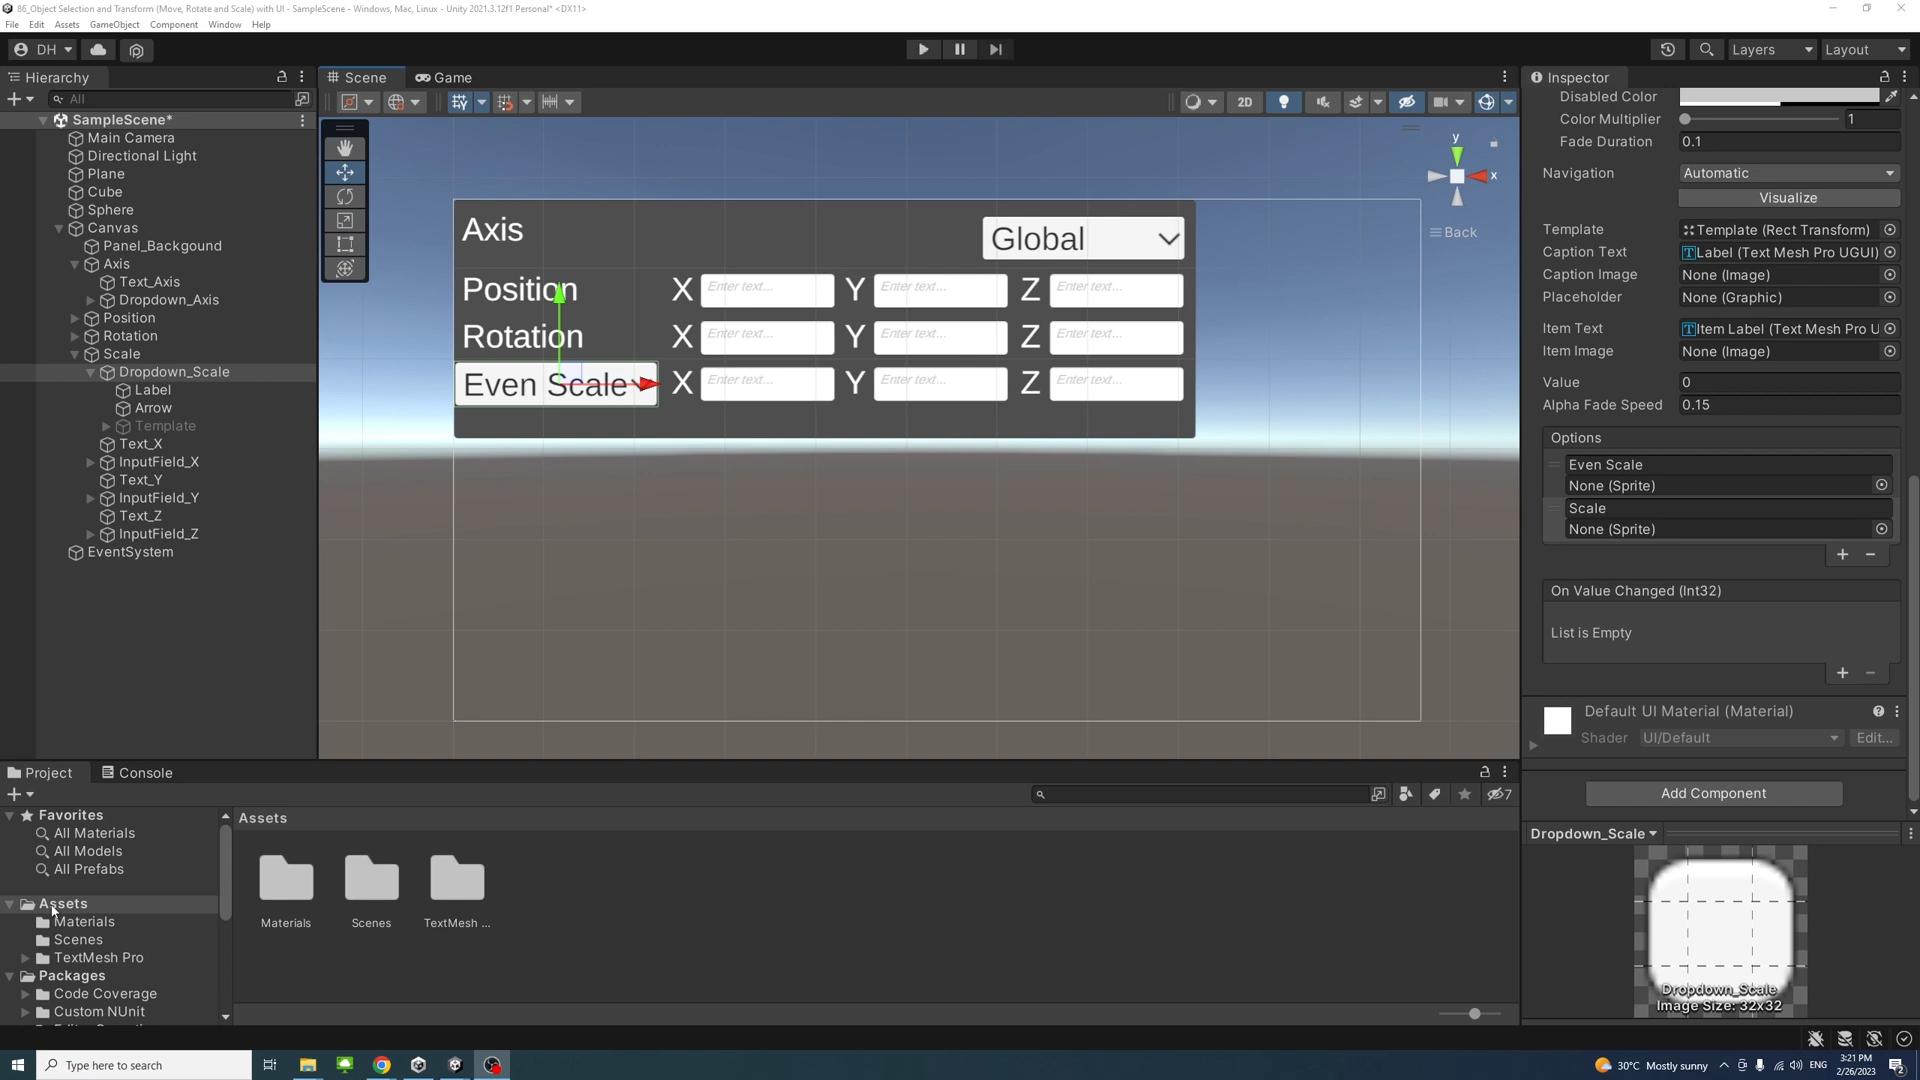 86_Object Selection and Transform (Move, Rotate and Scale) with UI - SampleScene - Windows, Mac, Linux - Unity 2021.3.12f1 Personal* <DX11>
File Edit Assets GameObject Component Window Help
DH
Layers
Layout
Hierarchy
All
SampleScene*
Main Camera
Directional Light
Plane
Cube
Sphere
Canvas
Panel_Backgound
Axis
Text_Axis
Dropdown_Axis
Position
Rotation
Scale
Dropdown_Scale
Label
Arrow
Template
Text_X
InputField_X
Text_Y
InputField_Y
Text_Z
InputField_Z
EventSystem
Scene
Game
2D
y
x
Back
Axis
Global
Position X Enter text... Y Enter text... Z Enter text...
Rotation X Enter text... Y Enter text... Z Enter text...
Even Scale X Enter text... Y Enter text... Z Enter text...
Inspector
Disabled Color
Color Multiplier 1
Fade Duration 0.1
Navigation Automatic
Visualize
Template Template (Rect Transform)
Caption Text Label (Text Mesh Pro UGUI)
Caption Image None (Image)
Placeholder None (Graphic)
Item Text Item Label (Text Mesh Pro U
Item Image None (Image)
Value 0
Alpha Fade Speed 0.15
Options
Even Scale
None (Sprite)
Scale
None (Sprite)
On Value Changed (Int32)
List is Empty
Default UI Material (Material)
Shader UI/Default Edit...
Add Component
Dropdown_Scale
Dropdown_Scale
Image Size: 32x32
Project
Console
7
Favorites
All Materials
All Models
All Prefabs
Assets
Materials
Scenes
TextMesh Pro
Packages
Code Coverage
Custom NUnit
Assets
Materials
Scenes
TextMesh ...
Type here to search
30°C Mostly sunny
ENG
3:21 PM
2/26/2023
2